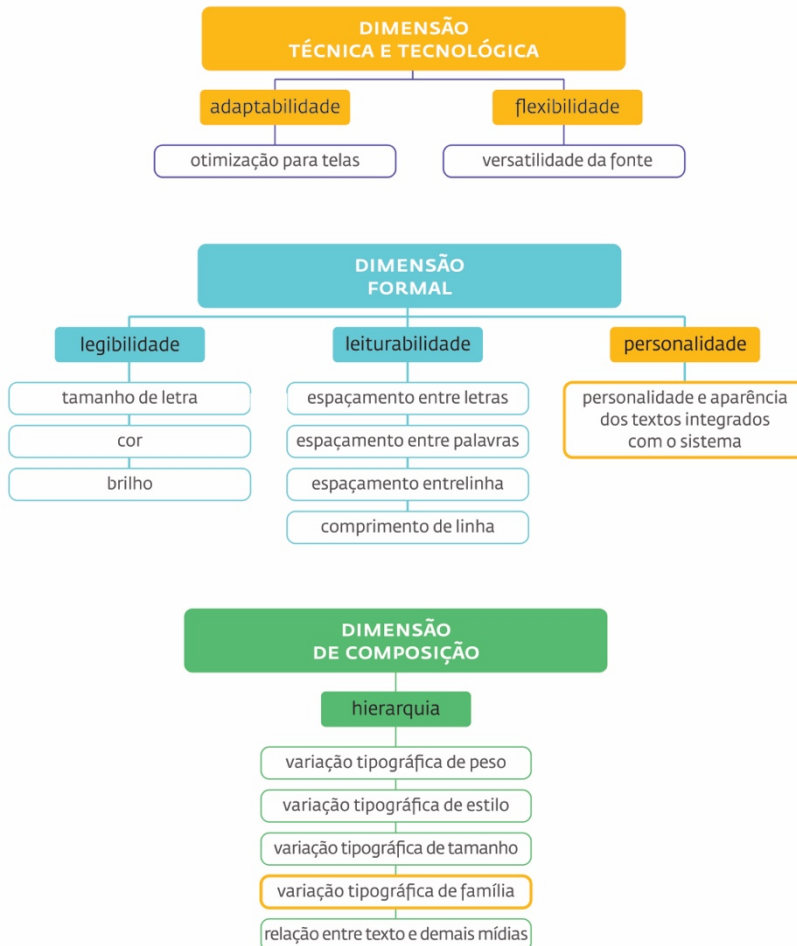 DIMENSÃO
TÉCNICA E TECNOLÓGICA
adaptabilidade
flexibilidade
otimização para telas
versatilidade da fonte
DIMENSÃO
FORMAL
legibilidade
leiturabilidade
personalidade
tamanho de letra
cor
brilho
espaçamento entre letras
espaçamento entre palavras
espaçamento entrelinha
comprimento de linha
personalidade e aparência
dos textos integrados
com o sistema
DIMENSÃO
DE COMPOSIÇÃO
hierarquia
variação tipográfica de peso
variação tipográfica de estilo
variação tipográfica de tamanho
variação tipográfica de família
relação entre texto e demais mídias